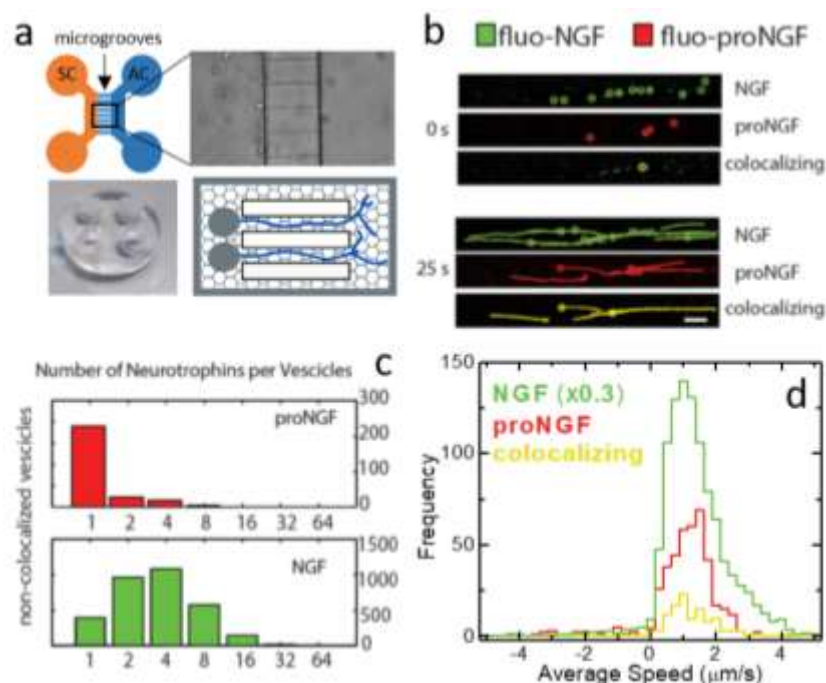 a
microgrooves
SC
AC
b
fluo-NGF
fluo-proNGF
0 s
NGF
proNGF
colocalizing
25 s
NGF
proNGF
colocalizing
Number of Neurotrophins per Vescicles
c
non-colocalized vescicles
proNGF
300
200
100
0
1 2 4 8 16 32 64
NGF
1500
1000
500
0
1 2 4 8 16 32 64
d
NGF (x0.3)
proNGF
colocalizing
Frequency
150
100
50
0
-4 -2 0 2 4
Average Speed (μm/s)